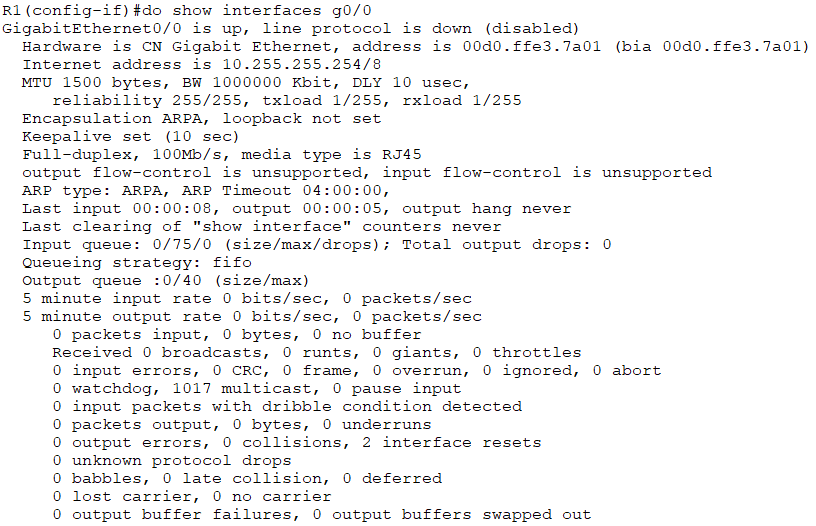 R1(config-if)#do show interfaces g0/0
GigabitEthernet0/0 is up, line protocol is down (disabled)
Hardware is CN Gigabit Ethernet, address is 00d0.ffe3.7a01 (bia 00d0.ffe3.7a01)
Internet address is 10.255.255.254/8
MTU 1500 bytes, BW 1000000 Kbit, DLY 10 usec,
reliability 255/255, txload 1/255, rxload 1/255
Encapsulation ARPA, loopback not set
Keepalive set (10 sec)
Full-duplex, 100Mb/s, media type is RJ45
output flow-control is unsupported, input flow-control is unsupported
ARP type: ARPA, ARP Timeout 04:00:00,
Last input 00:00:08, output 00:00:05, output hang never
Last clearing of "show interface" counters never
Input queue: 0/75/0 (size/max/drops); Total output drops: 0
Queueing strategy: fifo
Output queue :0/40 (size/max)
5 minute input rate 0 bits/sec, 0 packets/sec
5 minute output rate 0 bits/sec, 0 packets/sec
0 packets input, 0 bytes, 0 no buffer
Received 0 broadcasts, 0 runts, 0 giants, 0 throttles
0 input errors, 0 CRC, 0 frame, 0 overrun, 0 ignored, 0 abort
0 watchdog, 1017 multicast, 0 pause input
0 input packets with dribble condition detected
0 packets output, 0 bytes, 0 underruns
0 output errors, 0 collisions, 2 interface resets
0 unknown protocol drops
0 babbles, 0 late collision, 0 deferred
0 lost carrier, 0 no carrier
0 output buffer failures, 0 output buffers swapped out